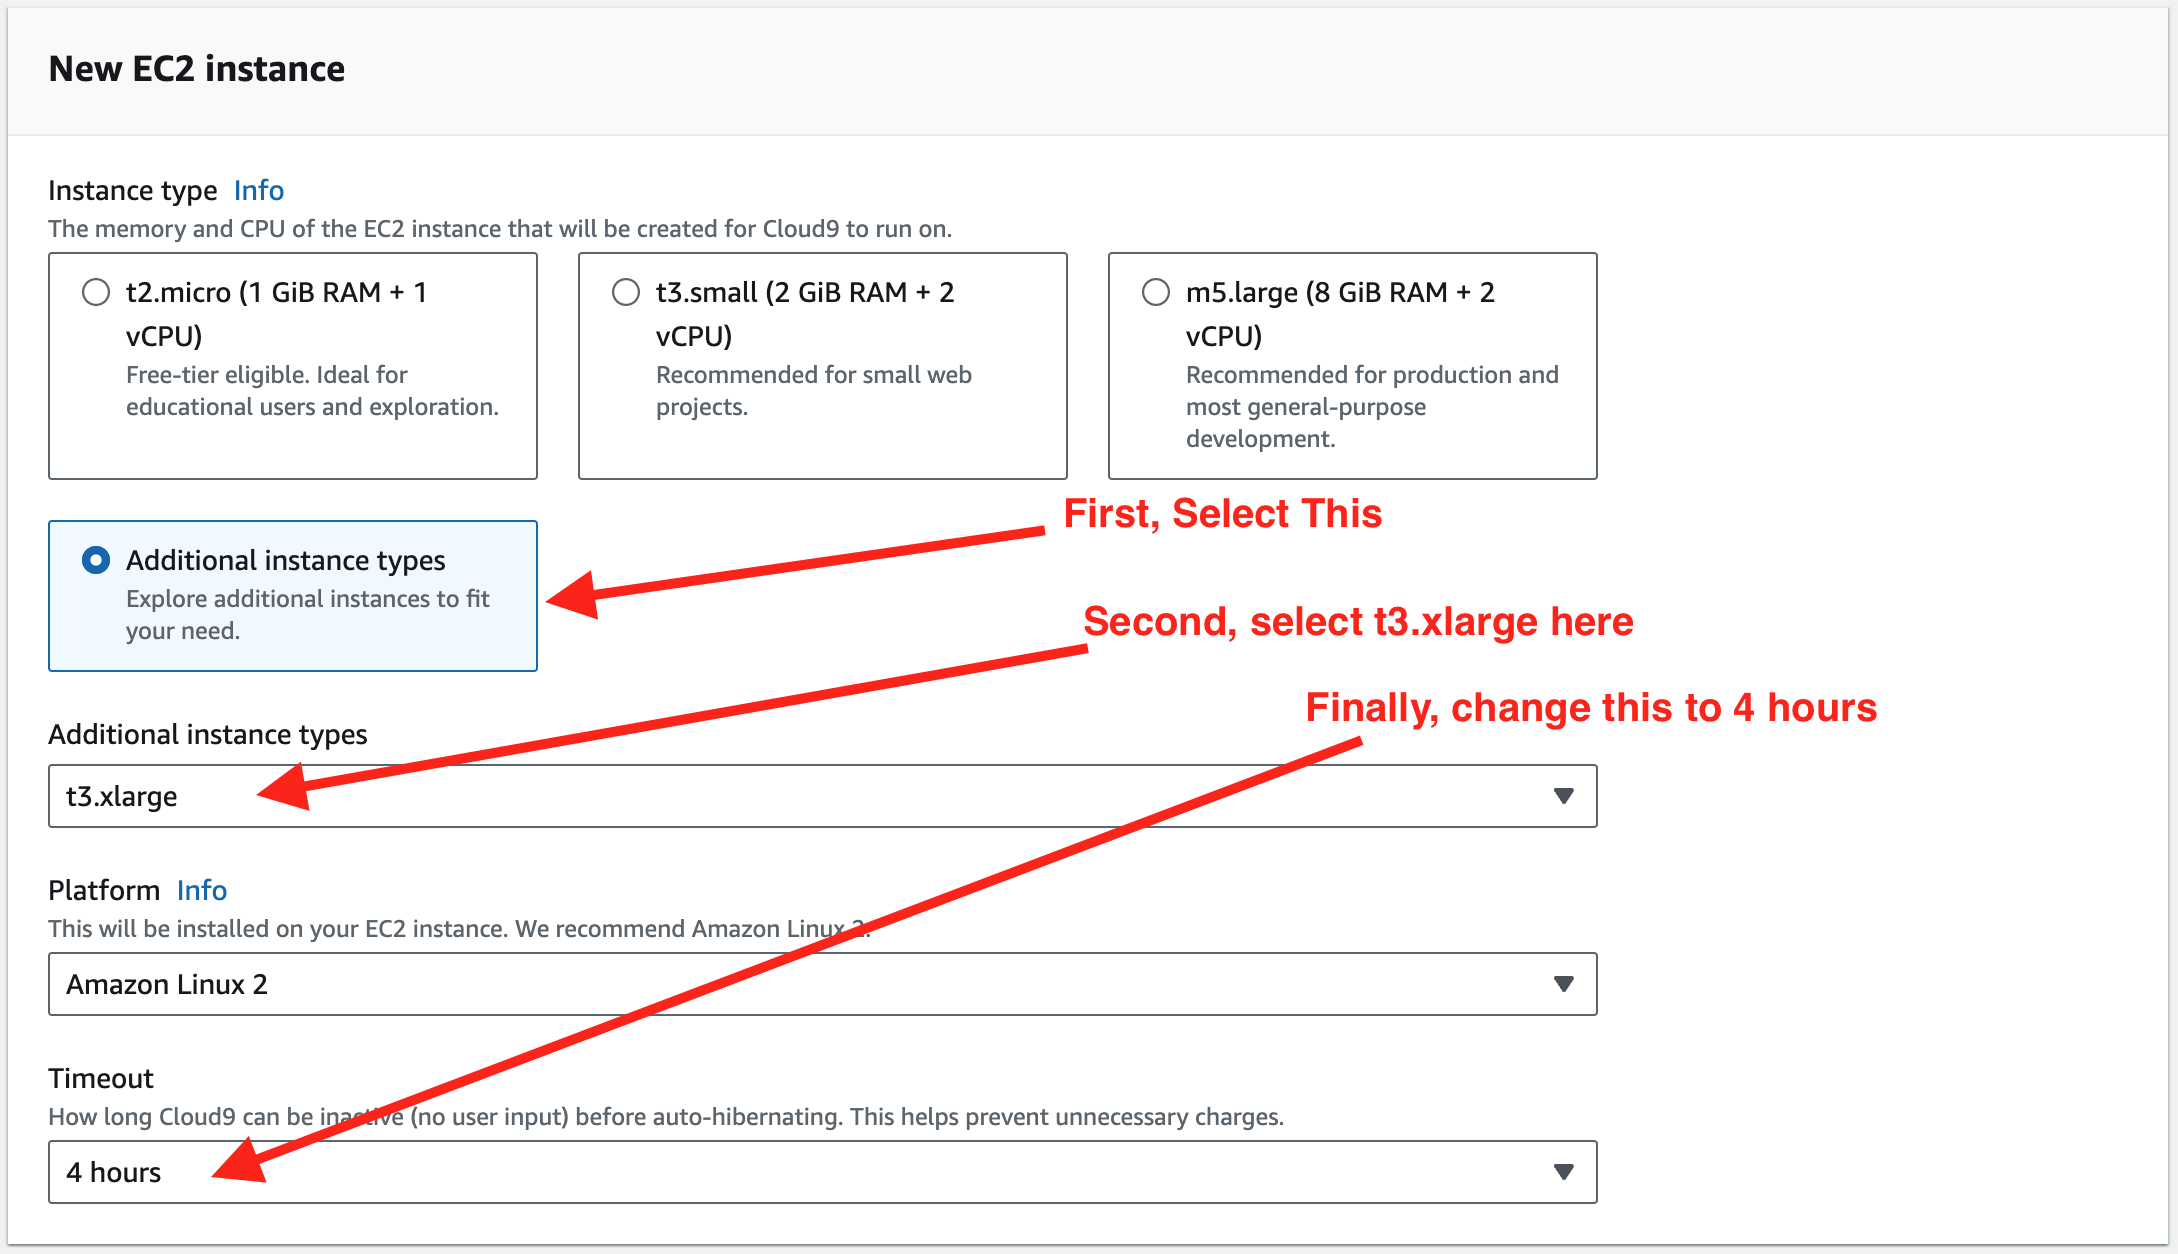 New EC2 instance
Instance type Info
The memory and CPU of the EC2 instance that will be created for Cloud9 to run on.
t2.micro (1 GiB RAM + 1
vCPU)
Free-tier eligible. Ideal for
educational users and exploration.
t3.small (2 GiB RAM + 2
vCPU)
Recommended for small web
projects.
m5.large (8 GiB RAM + 2
vCPU)
Recommended for production and
most general-purpose
development.
First, Select This
Additional instance types
Explore additional instances to fit
your need.
Second, select t3.xlarge here
Finally, change this to 4 hours
Additional instance types
t3.xlarge
Platform Info
This will be installed on your EC2 instance. We recommend Amazon Linux 2.
Amazon Linux 2
Timeout
How long Cloud9 can be inactive (no user input) before auto-hibernating. This helps prevent unnecessary charges.
4 hours